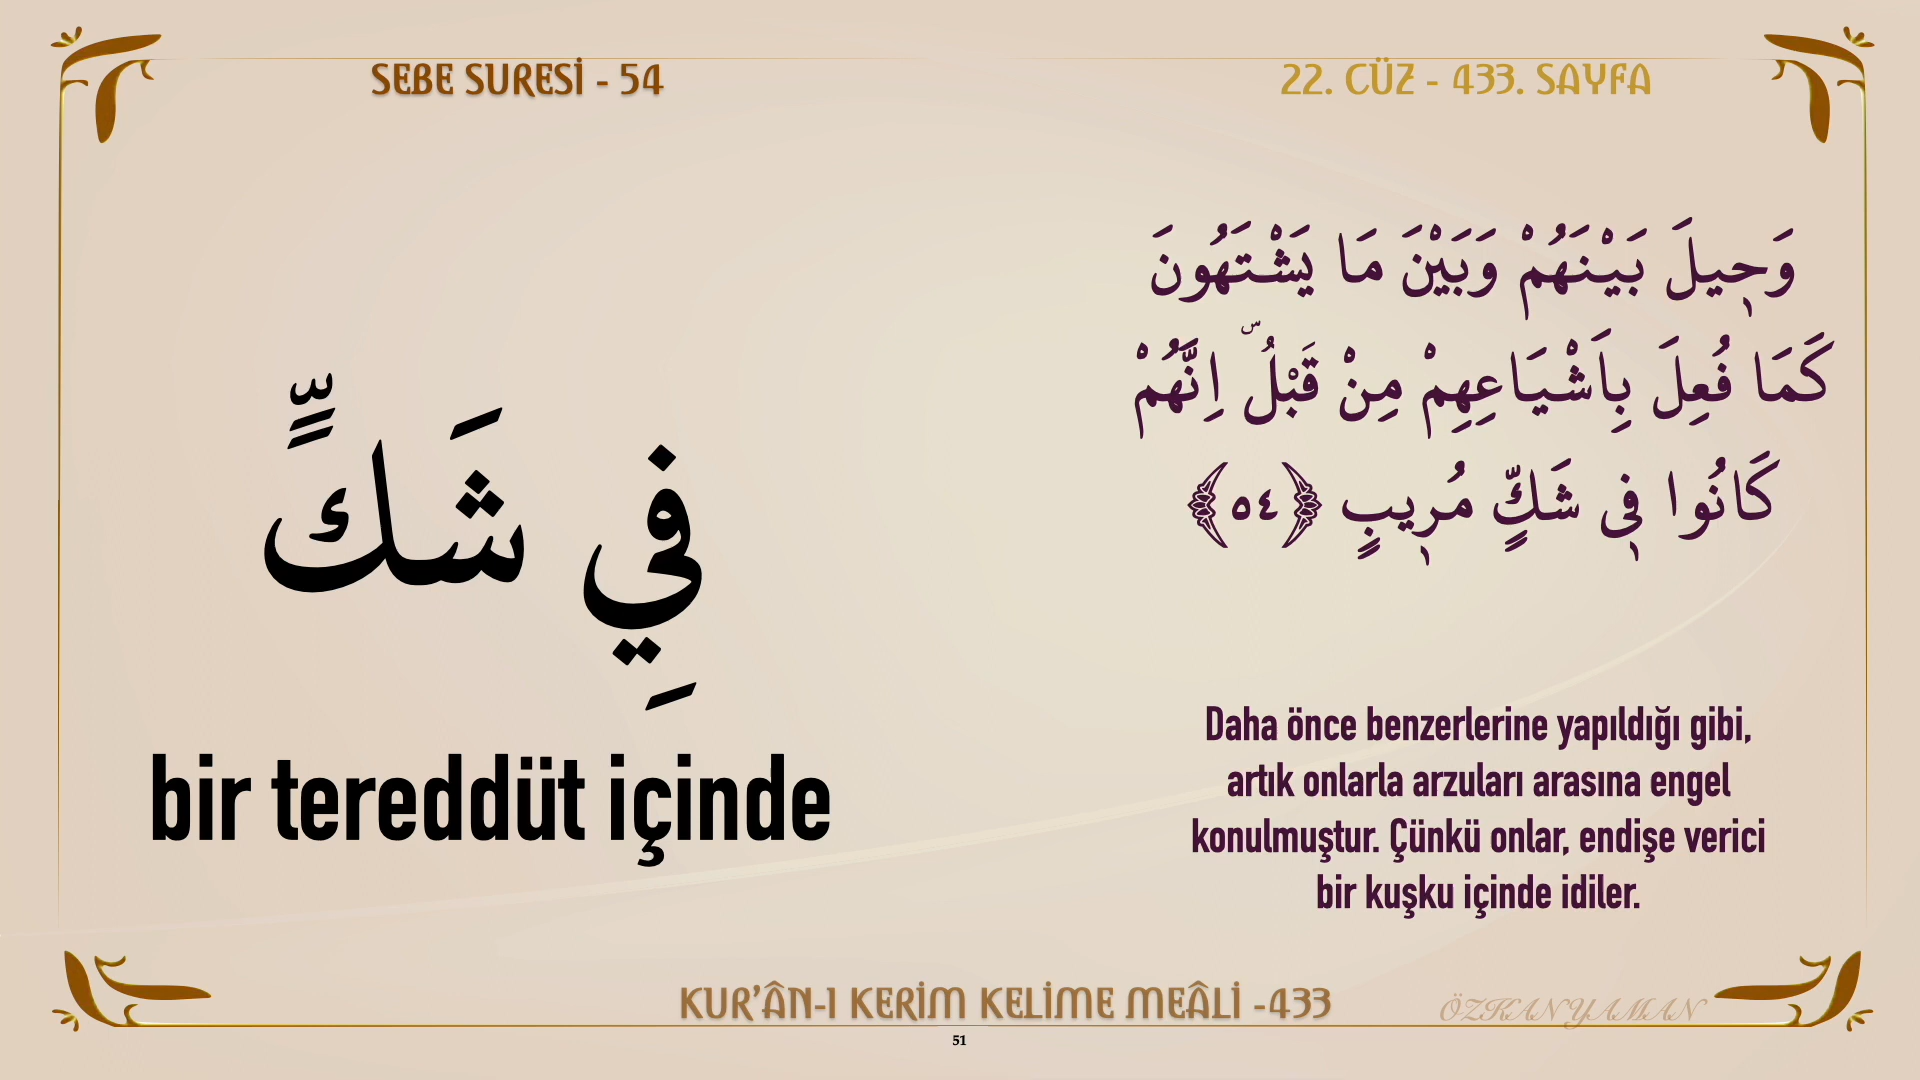 SEBE SURESİ - 54
22. CÜZ - 433. SAYFA
فِي شَكٍّ
bir tereddüt içinde
وَح۪يلَ بَيْنَهُمْ وَبَيْنَ مَا يَشْتَهُونَ
كَمَا فُعِلَ بِاَشْيَاعِهِمْ مِنْ قَبْلُۜ اِنَّهُمْ
كَانُوا ف۪ي شَكٍّ مُر۪يبٍ ﴿٥٤﴾
Daha önce benzerlerine yapıldığı gibi,
artık onlarla arzuları arasına engel
konulmuştur. Çünkü onlar, endişe verici
bir kuşku içinde idiler.
KUR’ÂN-I KERİM KELİME MEÂLİ -433
ÖZKAN YAMAN
51